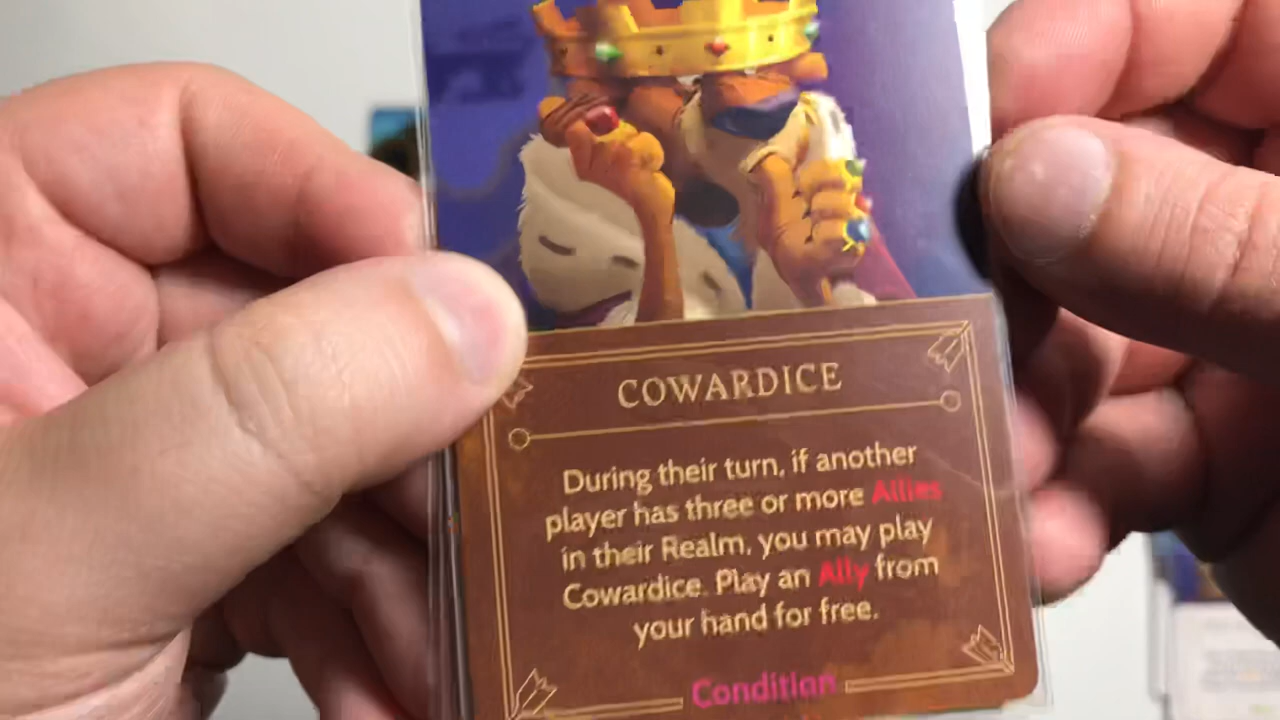 COWARDICE
During their turn, if another
player has three or more Allies
in their Realm, you may play
Cowardice. Play an Ally from
your hand for free.
Condition